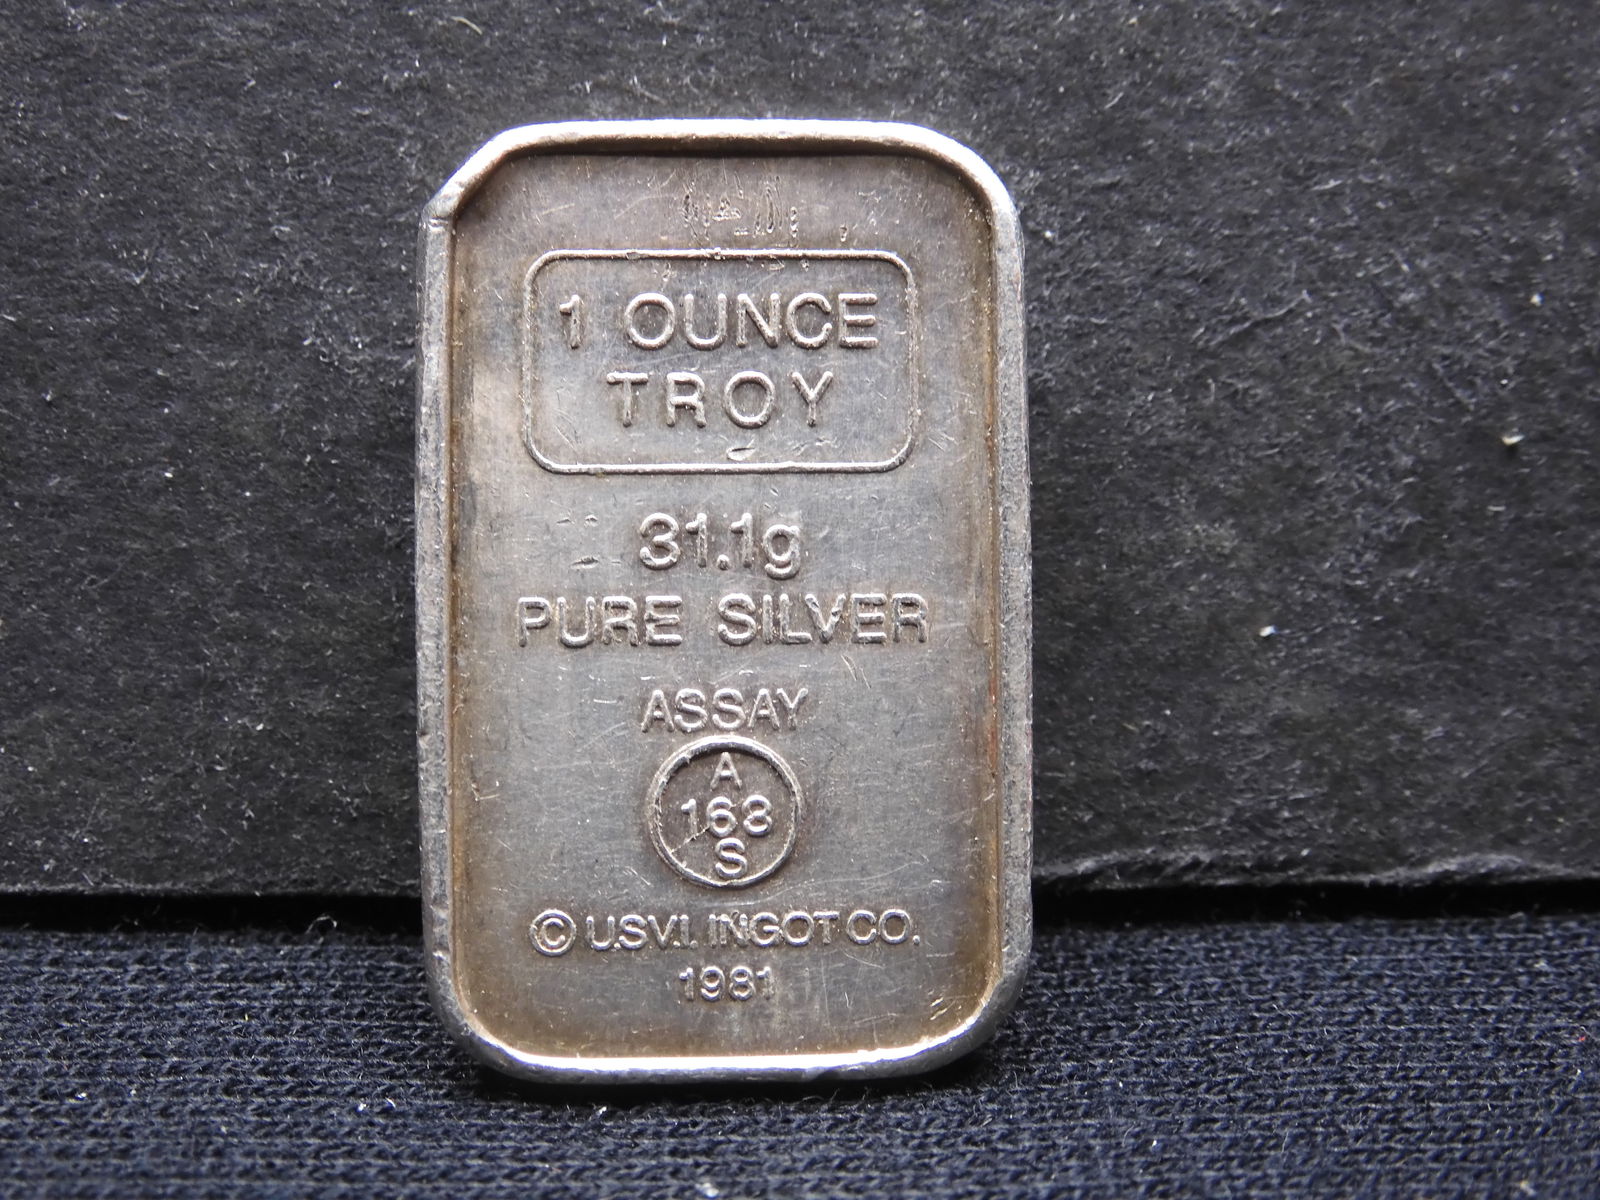 1 OUNCE
TROY
31.1g
PURE SILVER
ASSAY
A
168
S
© U.S.V.I. INGOT CO.
1981